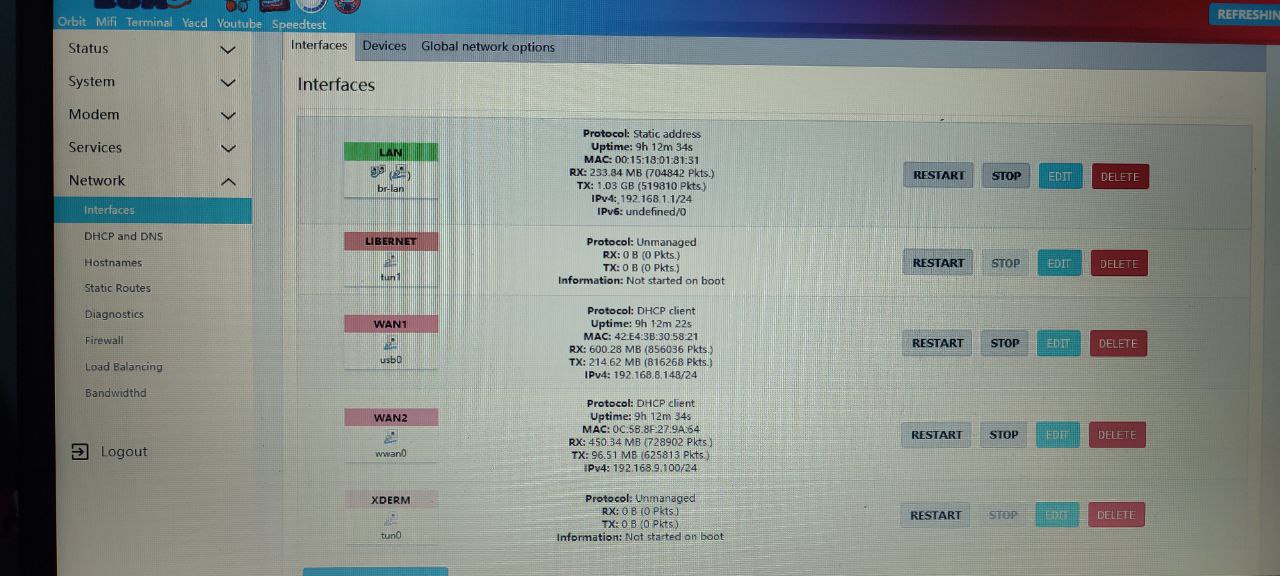 REFRESHIN
Orbit Mifi Terminal Yacd Youtube Speedtest
Status
System
Modem
Services
Network
Interfaces
DHCP and DNS
Hostnames
Static Routes
Diagnostics
Firewall
Load Balancing
Bandwidthd
Logout
Interfaces Devices Global network options
Interfaces
LAN
br-lan
Protocol: Static address
Uptime: 9h 12m 34s
MAC: 00:15:18:01:81:31
RX: 233.84 MB (704842 Pkts.)
TX: 1.03 GB (519810 Pkts.)
IPv4: 192.168.1.1/24
IPv6: undefined/0
RESTART STOP EDIT DELETE
LIBERNET
tun1
Protocol: Unmanaged
RX: 0 B (0 Pkts.)
TX: 0 B (0 Pkts.)
Information: Not started on boot
RESTART STOP EDIT DELETE
WAN1
usb0
Protocol: DHCP client
Uptime: 9h 12m 22s
MAC: 42:E4:3B:30:58:21
RX: 600.28 MB (856036 Pkts.)
TX: 214.62 MB (816268 Pkts.)
IPv4: 192.168.8.148/24
RESTART STOP EDIT DELETE
WAN2
wwan0
Protocol: DHCP client
Uptime: 9h 12m 34s
MAC: 0C:5B:8F:27:9A:64
RX: 450.34 MB (728902 Pkts.)
TX: 96.51 MB (625813 Pkts.)
IPv4: 192.168.9.100/24
RESTART STOP EDIT DELETE
XDERM
tun0
Protocol: Unmanaged
RX: 0 B (0 Pkts.)
TX: 0 B (0 Pkts.)
Information: Not started on boot
RESTART STOP EDIT DELETE